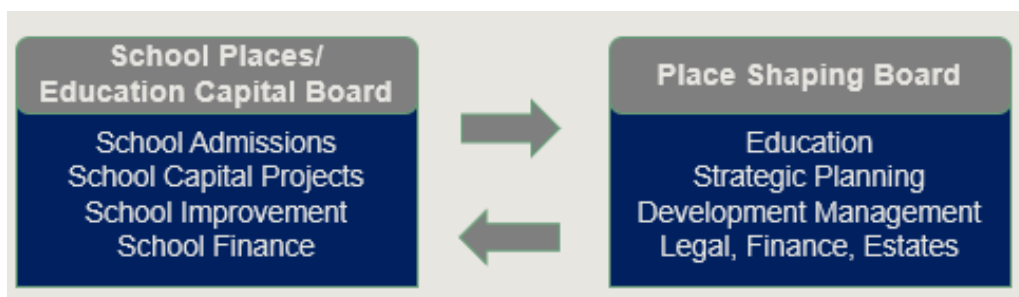 School Places/
Education Capital Board
School Admissions
School Capital Projects
School Improvement
School Finance
Place Shaping Board
Education
Strategic Planning
Development Management
Legal, Finance, Estates